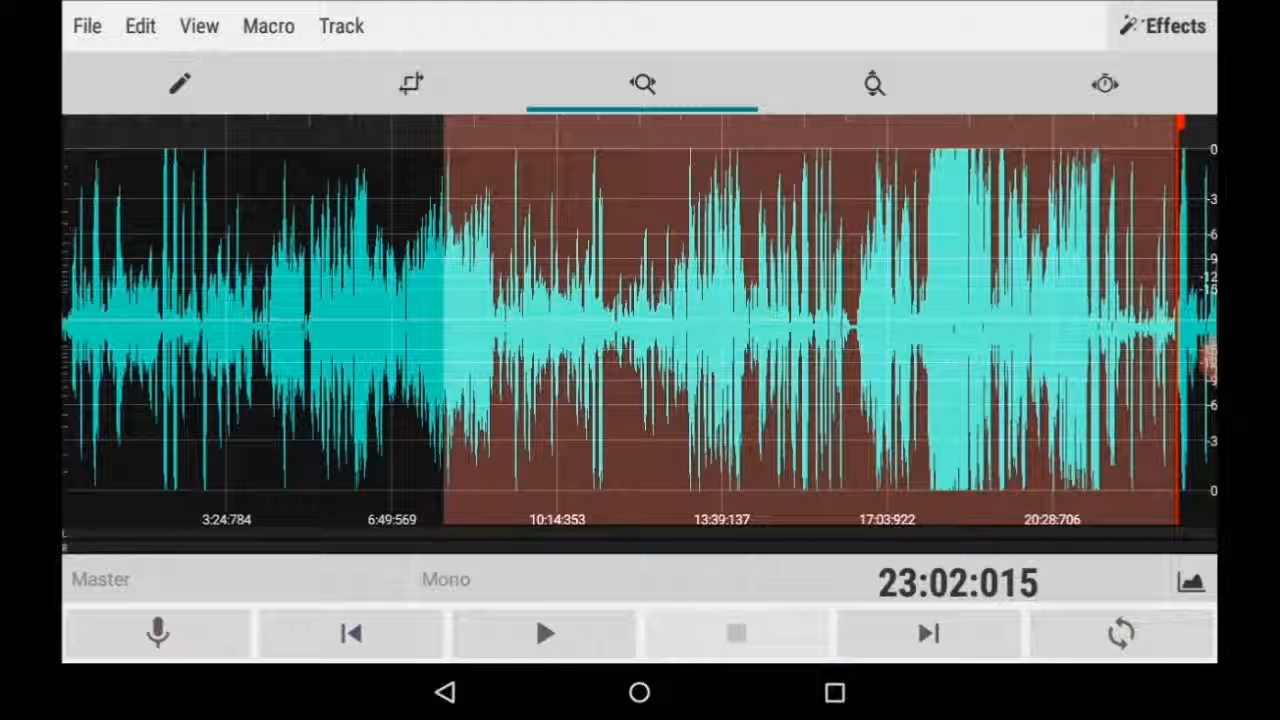 File Edit View Macro Track Effects
0
-3
-6
-9
-12
-15
-9
-6
-3
0
3:24:784 6:49:569 10:14:353 13:39:137 17:03:922 20:28:706
L
R
Master Mono 23:02:015